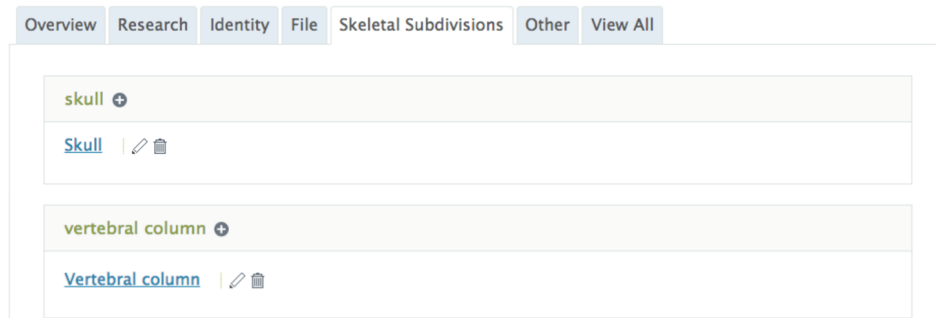 Overview Research Identity File Skeletal Subdivisions Other View All
skull
Skull
vertebral column
Vertebral column